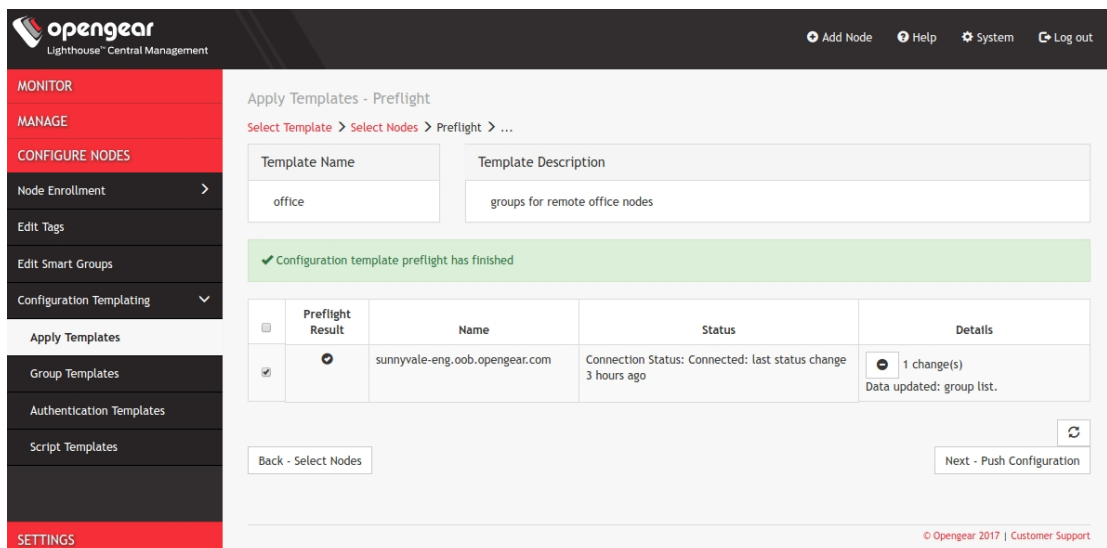 opengear
Lighthouse™ Central Management
Add Node
Help
System
Log out
MONITOR
MANAGE
CONFIGURE NODES
Node Enrollment
Edit Tags
Edit Smart Groups
Configuration Templating
Apply Templates
Group Templates
Authentication Templates
Script Templates
SETTINGS
Apply Templates - Preflight
Select Template > Select Nodes > Preflight > ...
Template Name
Template Description
office
groups for remote office nodes
Configuration template preflight has finished
Preflight
Result
Name
Status
Details
sunnyvale-eng.oob.opengear.com
Connection Status: Connected: last status change
3 hours ago
1 change(s)
Data updated: group list.
Back - Select Nodes
Next - Push Configuration
© Opengear 2017 | Customer Support